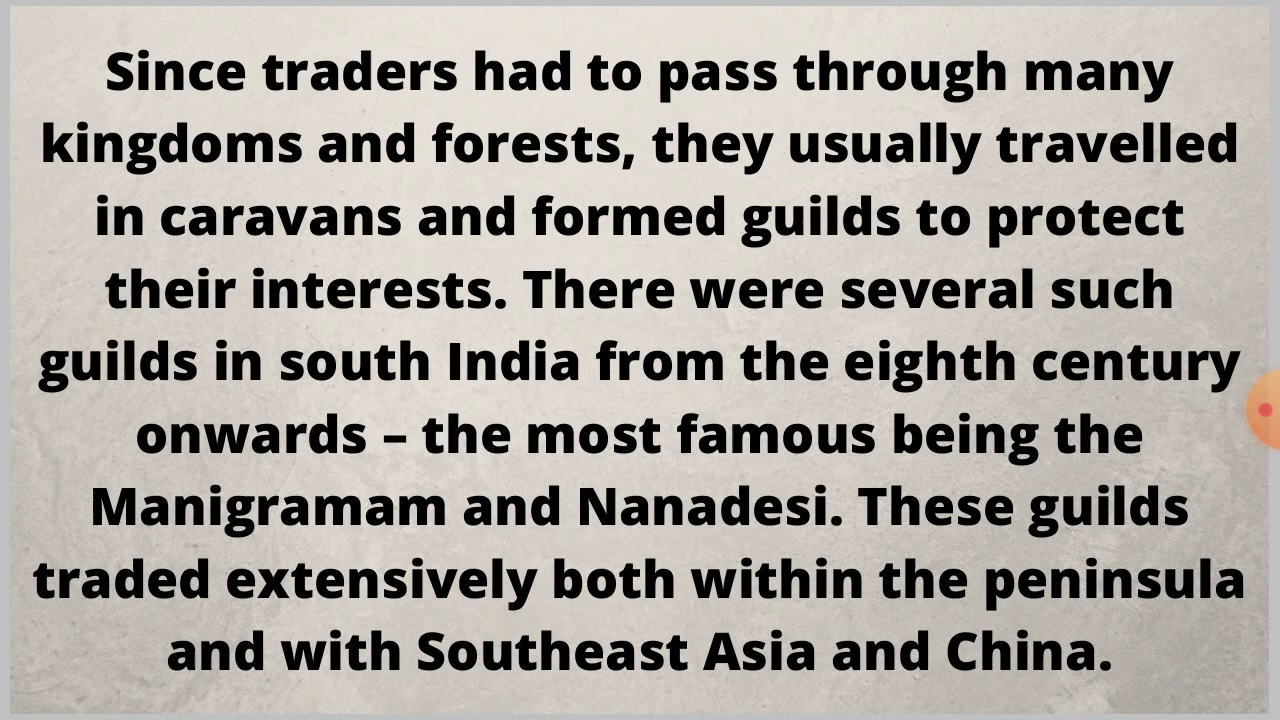 Since traders had to pass through many
kingdoms and forests, they usually travelled
in caravans and formed guilds to protect
their interests. There were several such
guilds in south India from the eighth century
onwards – the most famous being the
Manigramam and Nanadesi. These guilds
traded extensively both within the peninsula
and with Southeast Asia and China.